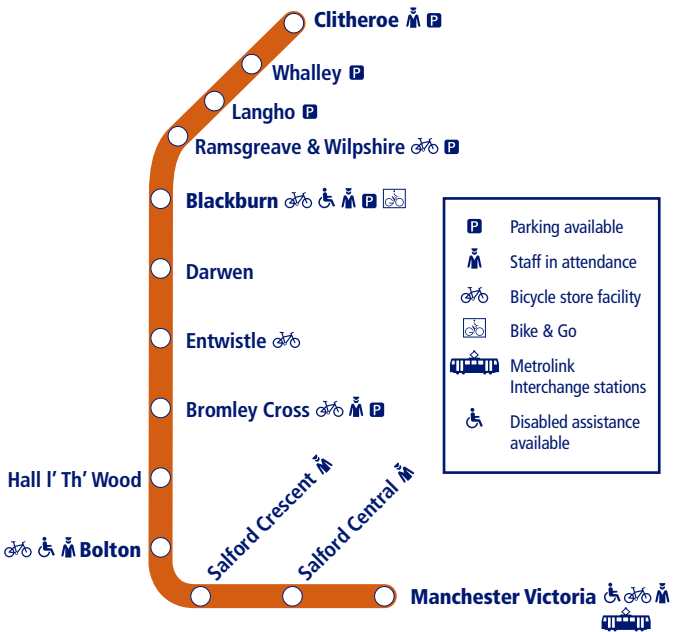 Clitheroe P
Whalley P
Langho P
Ramsgreave & Wilpshire P
Blackburn P
Darwen
Entwistle
Bromley Cross P
Hall I' Th' Wood
Bolton
Salford Crescent
Salford Central
Manchester Victoria
P Parking available
Staff in attendance
Bicycle store facility
Bike & Go
Metrolink
Interchange stations
Disabled assistance
available